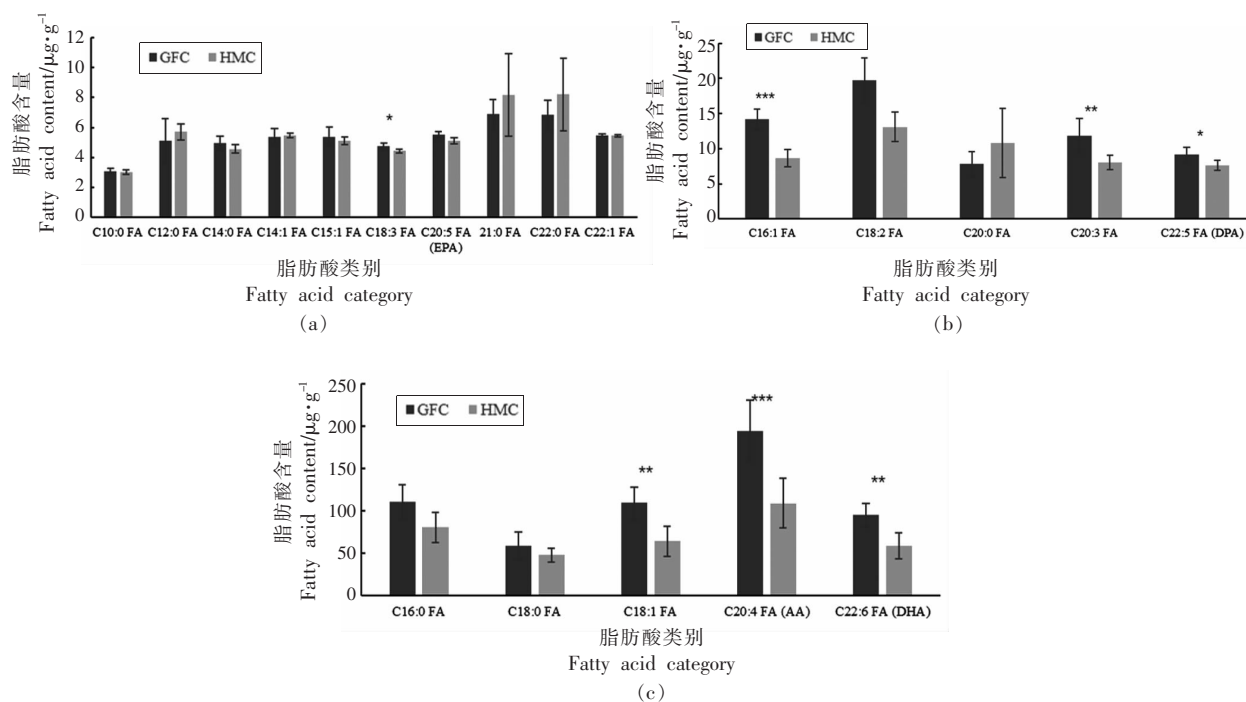 12
10
8
6
4
2
0
脂肪酸含量
Fatty acid content/μg·g⁻¹
GFC HMC
*
C10:0 FA C12:0 FA C14:0 FA C14:1 FA C15:1 FA C18:3 FA C20:5 FA 21:0 FA C22:0 FA C22:1 FA
(EPA)
脂肪酸类别
Fatty acid category
(a)
25
20
15
10
5
0
脂肪酸含量
Fatty acid content/μg·g⁻¹
GFC HMC
*** ** *
C16:1 FA C18:2 FA C20:0 FA C20:3 FA C22:5 FA (DPA)
脂肪酸类别
Fatty acid category
(b)
250
200
150
100
50
0
脂肪酸含量
Fatty acid content/μg·g⁻¹
GFC HMC
** *** **
C16:0 FA C18:0 FA C18:1 FA C20:4 FA (AA) C22:6 FA (DHA)
脂肪酸类别
Fatty acid category
(c)